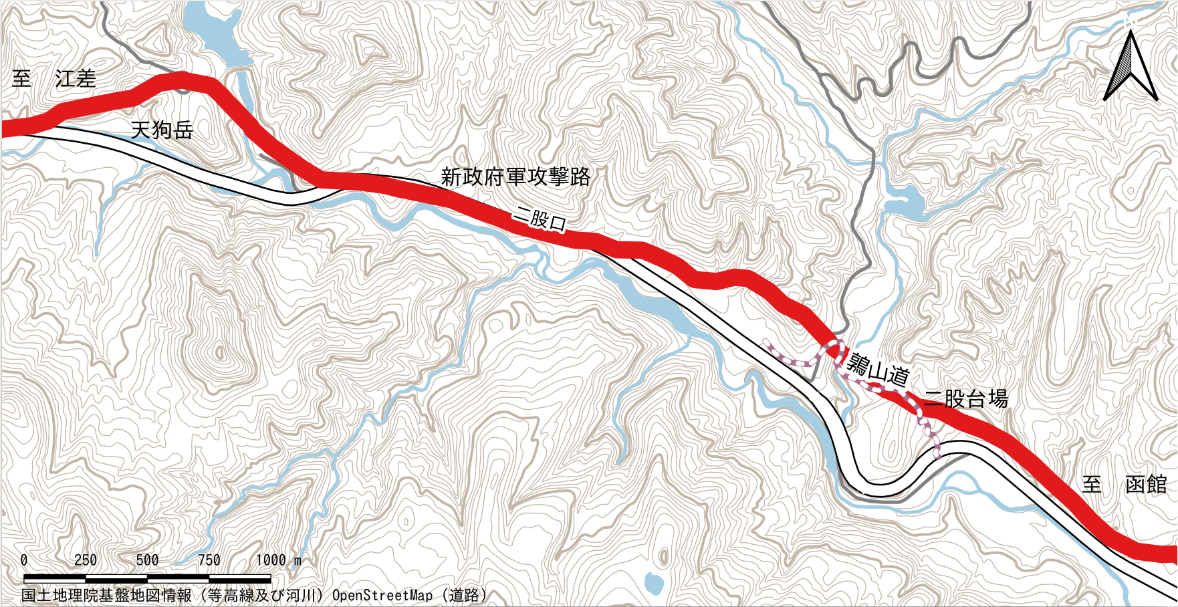 N
至　江差
天狗岳
新政府軍攻撃路
二股口
鶉山道
二股台場
至　函館
0 250 500 750 1000 m
国土地理院基盤地図情報（等高線及び河川）OpenStreetMap（道路）